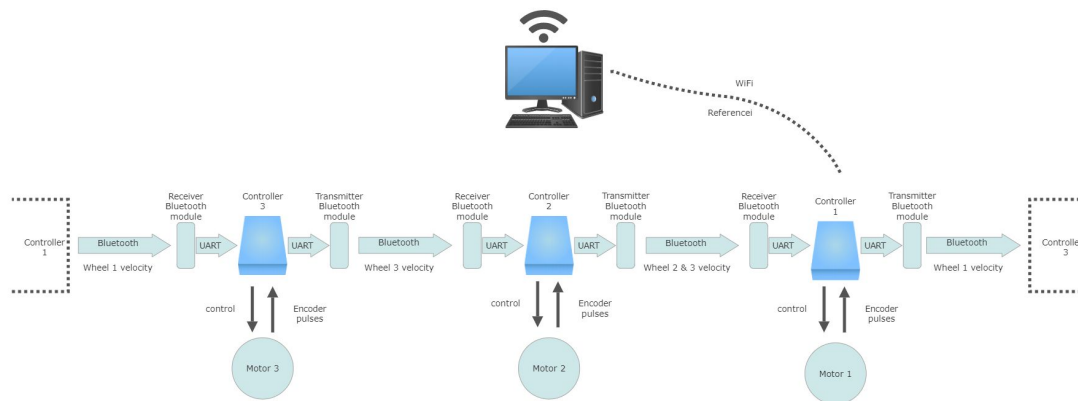 WiFi
Referencei
Receiver
Bluetooth
module
Controller
3
Transmitter
Bluetooth
module
Receiver
Bluetooth
module
Controller
2
Transmitter
Bluetooth
module
Receiver
Bluetooth
module
Controller
1
Transmitter
Bluetooth
module
Controller
1
Bluetooth
UART
UART
Bluetooth
UART
UART
Bluetooth
UART
UART
Bluetooth
Controlle
3
Wheel 1 velocity
Wheel 3 velocity
Wheel 2 & 3 velocity
Wheel 1 velocity
control
Encoder
pulses
control
Encoder
pulses
control
Encoder
pulses
Motor 3
Motor 2
Motor 1